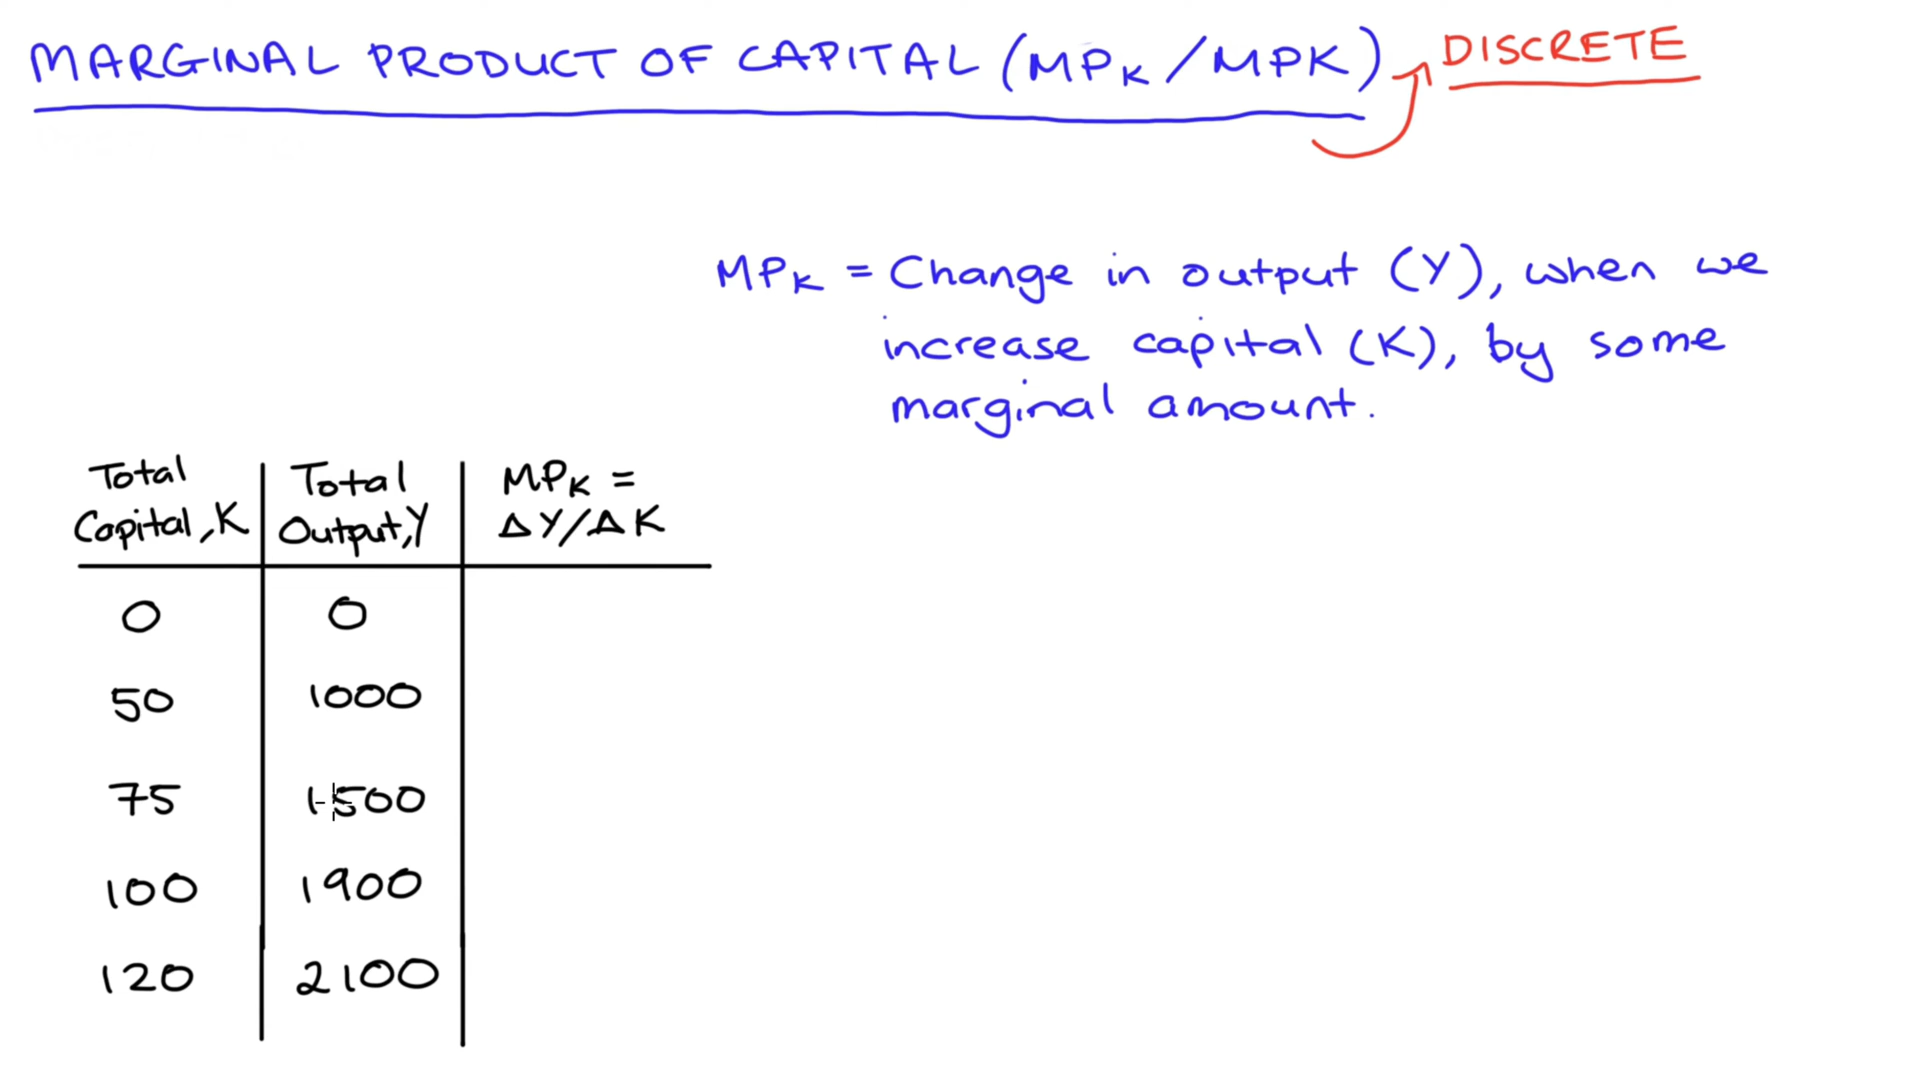 MARGINAL PRODUCT OF CAPITAL (MPK/MPK) DISCRETE
MPK = Change in output (Y), when we
increase capital (K), by some
marginal amount.
Total Capital, K | Total Output, Y | MPK = ΔY/ΔK
0 0
50 1000
75 1500
100 1900
120 2100